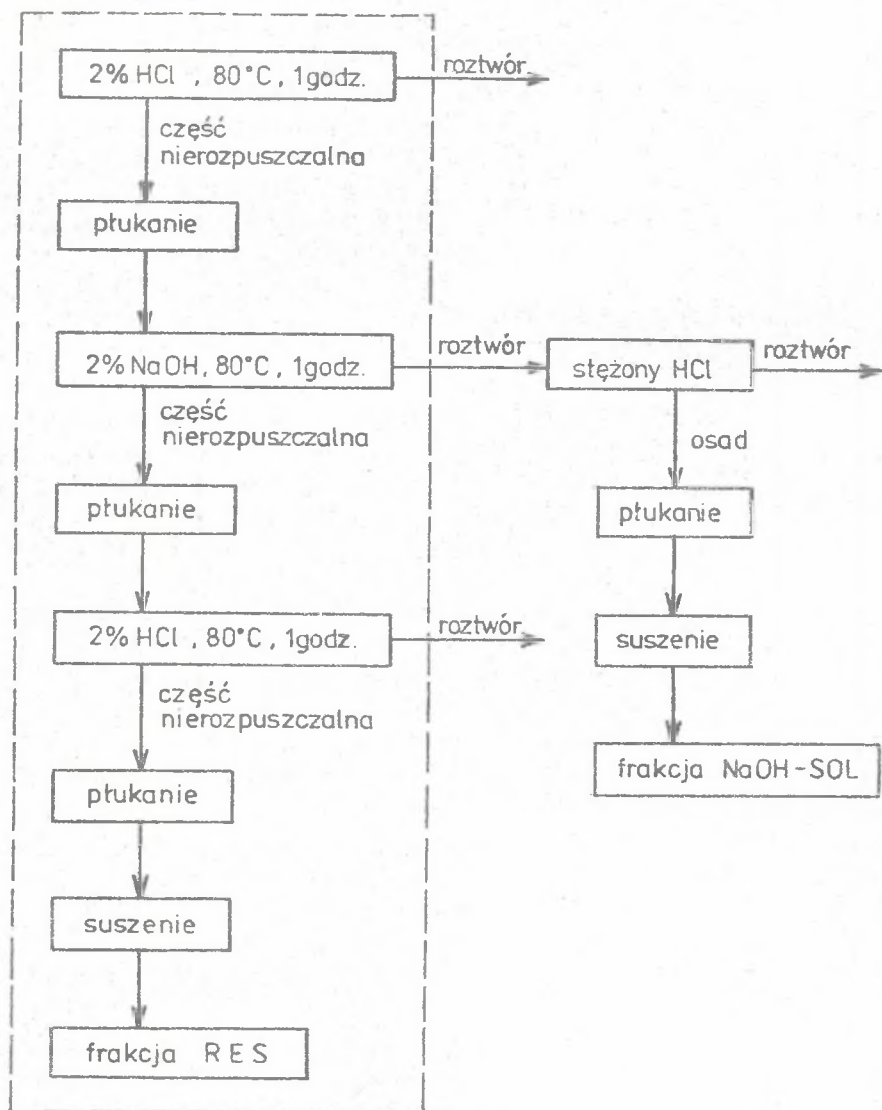 2% HCl , 80°C, 1godz.
roztwór
część
nierozpuszczalna
płukanie
2% NaOH, 80°C, 1godz.
roztwór
stężony HCl
roztwór
część
nierozpuszczalna
osad
płukanie
płukanie
2% HCl , 80°C , 1godz.
roztwór
suszenie
część
nierozpuszczalna
frakcja NaOH-SOL
płukanie
suszenie
frakcja RES